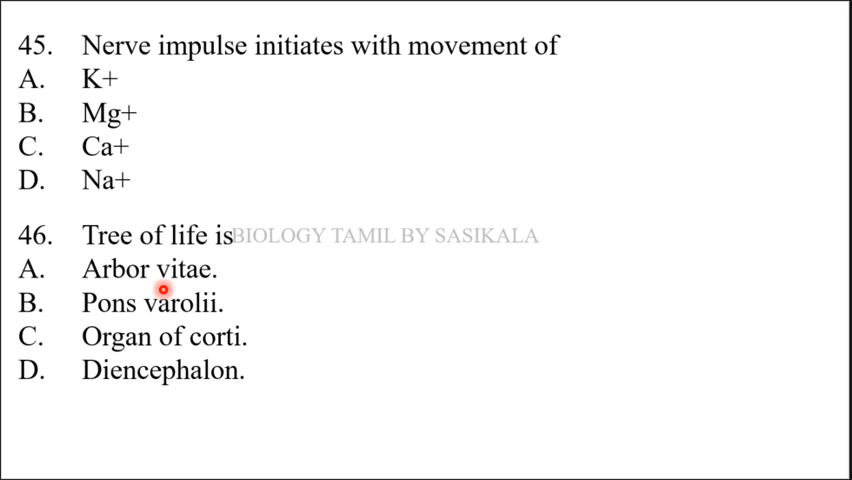 45. Nerve impulse initiates with movement of
A. K+
B. Mg+
C. Ca+
D. Na+
46. Tree of life is BIOLOGY TAMIL BY SASIKALA
A. Arbor vitae.
B. Pons varolii.
C. Organ of corti.
D. Diencephalon.